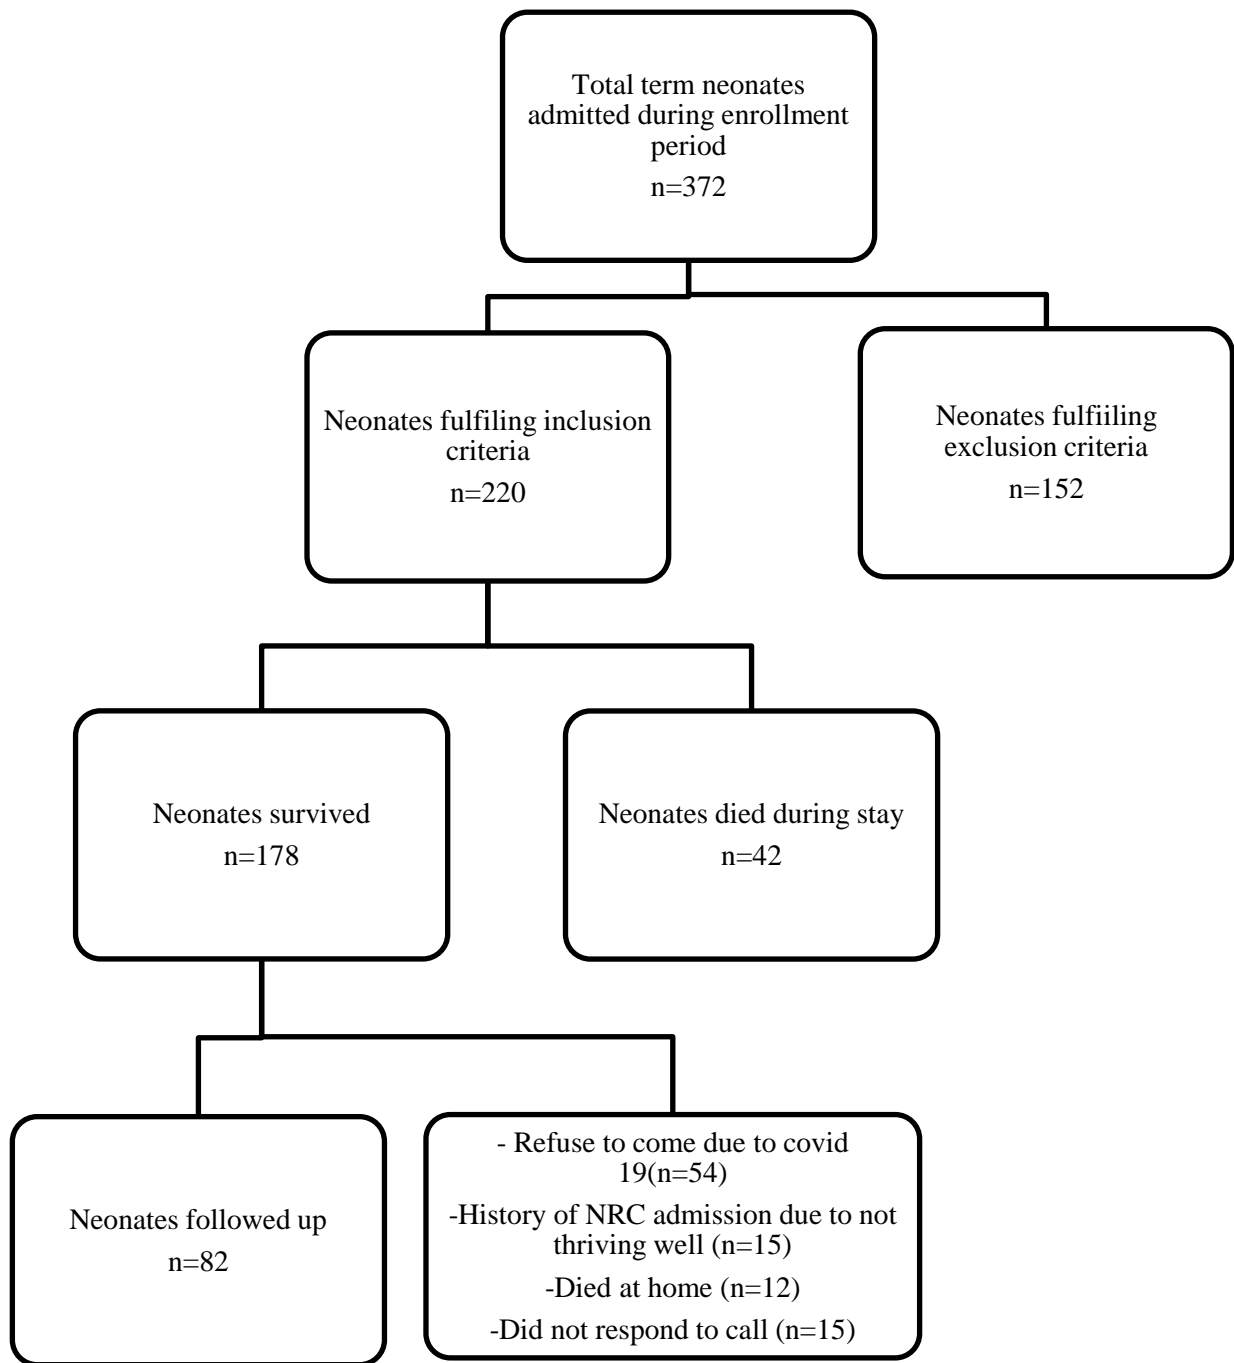 Total term neonates
admitted during enrollment
period
n=372
Neonates fulfiling inclusion
criteria
n=220
Neonates fulfiiling
exclusion criteria
n=152
Neonates survived
n=178
Neonates died during stay
n=42
Neonates followed up
n=82
- Refuse to come due to covid
19(n=54)
-History of NRC admission due to not
thriving well (n=15)
-Died at home (n=12)
-Did not respond to call (n=15)